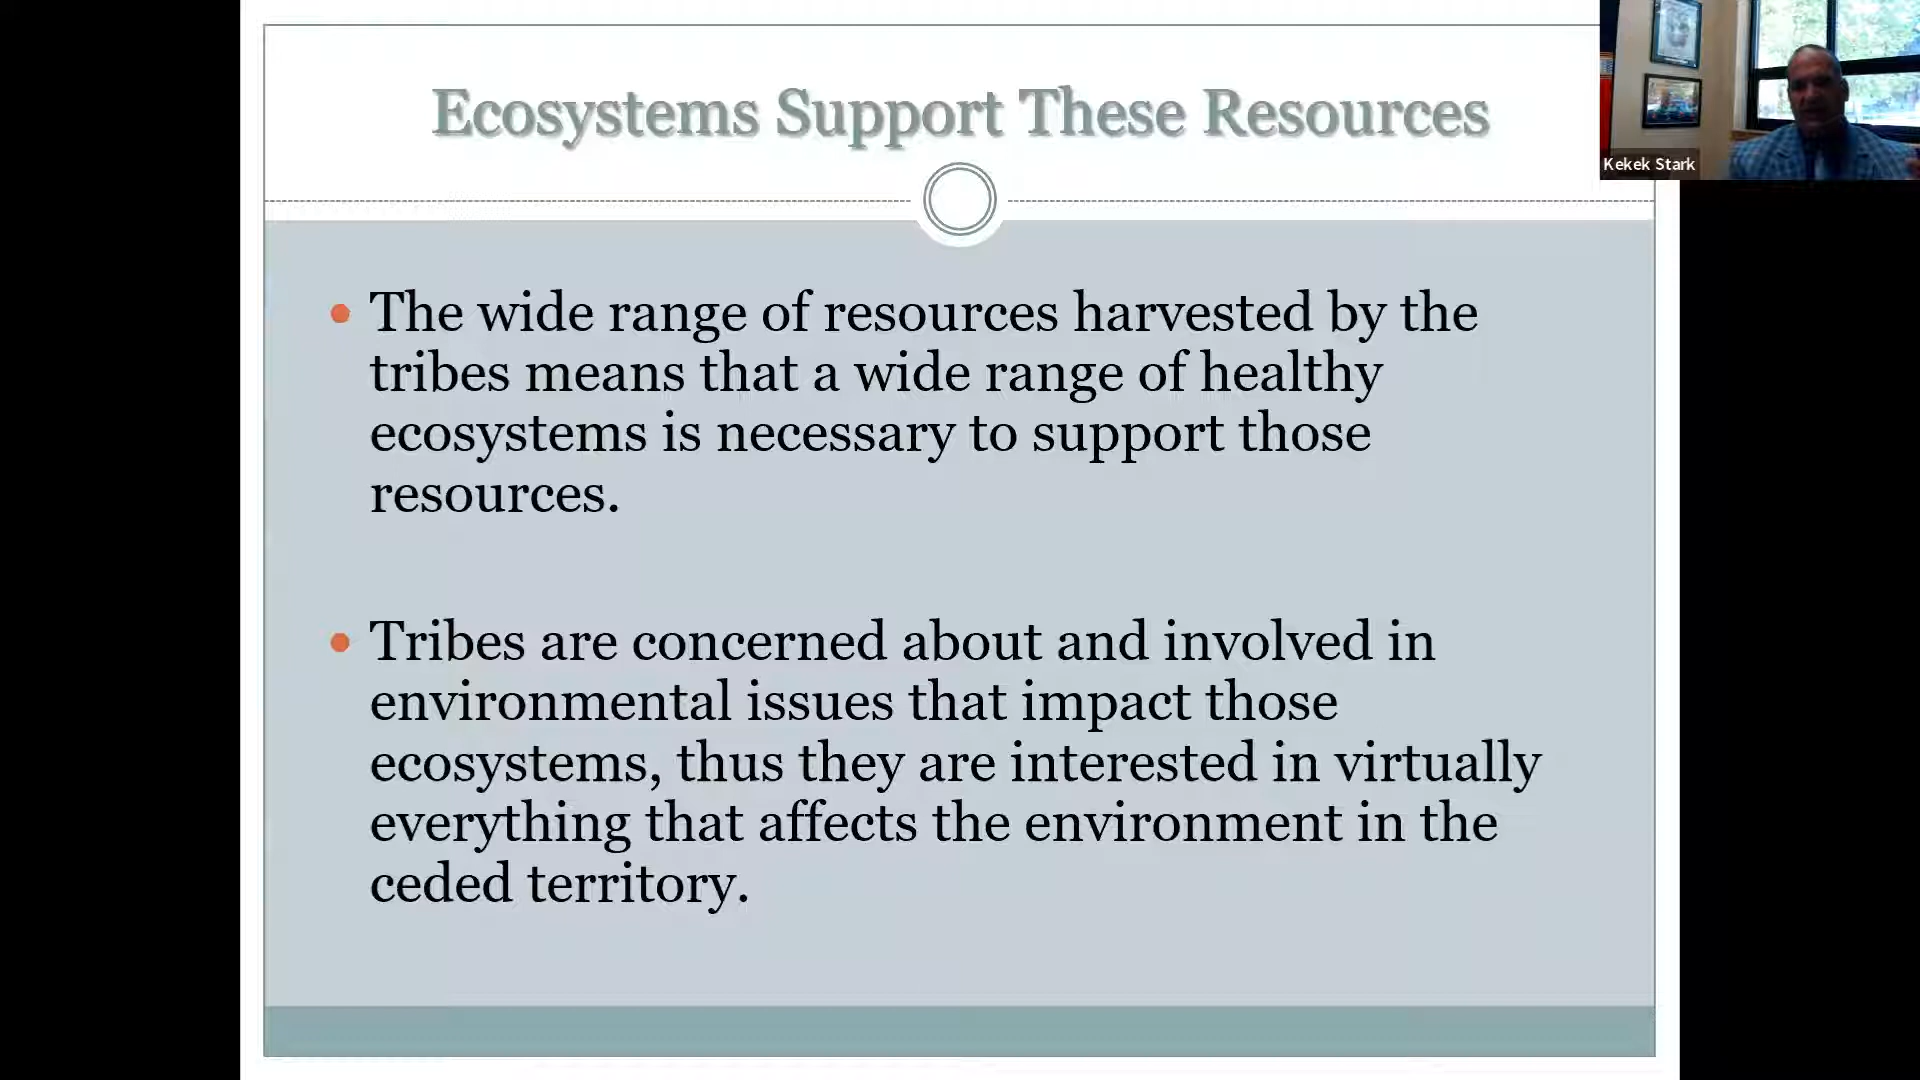 Ecosystems Support These Resources
Kekek Stark
• The wide range of resources harvested by the
tribes means that a wide range of healthy
ecosystems is necessary to support those
resources.
• Tribes are concerned about and involved in
environmental issues that impact those
ecosystems, thus they are interested in virtually
everything that affects the environment in the
ceded territory.